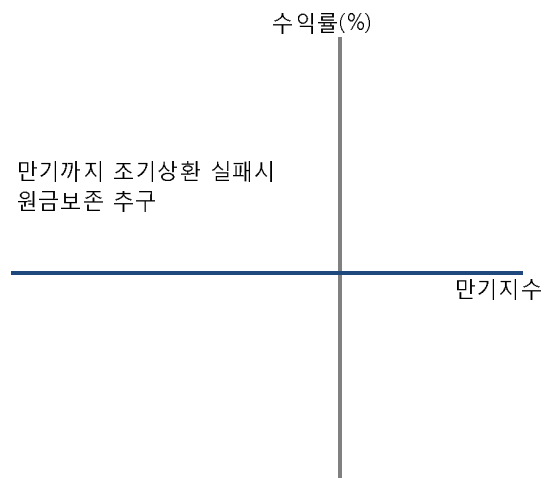 수익률(%)
만기까지 조기상환 실패시
원금보존 추구
만기지수